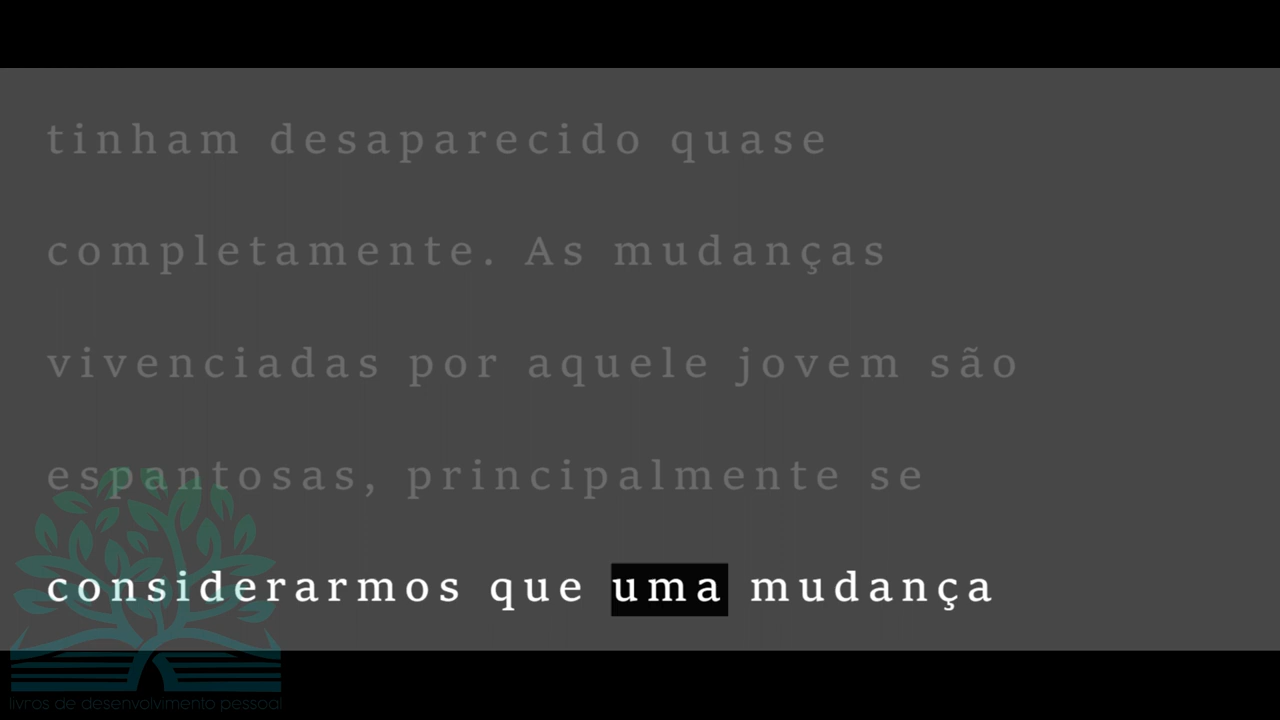 tinham desaparecido quase
completamente. As mudanças
vivenciadas por aquele jovem são
espantosas, principalmente se
considerarmos que uma mudança
livros de desenvolvimento pessoal